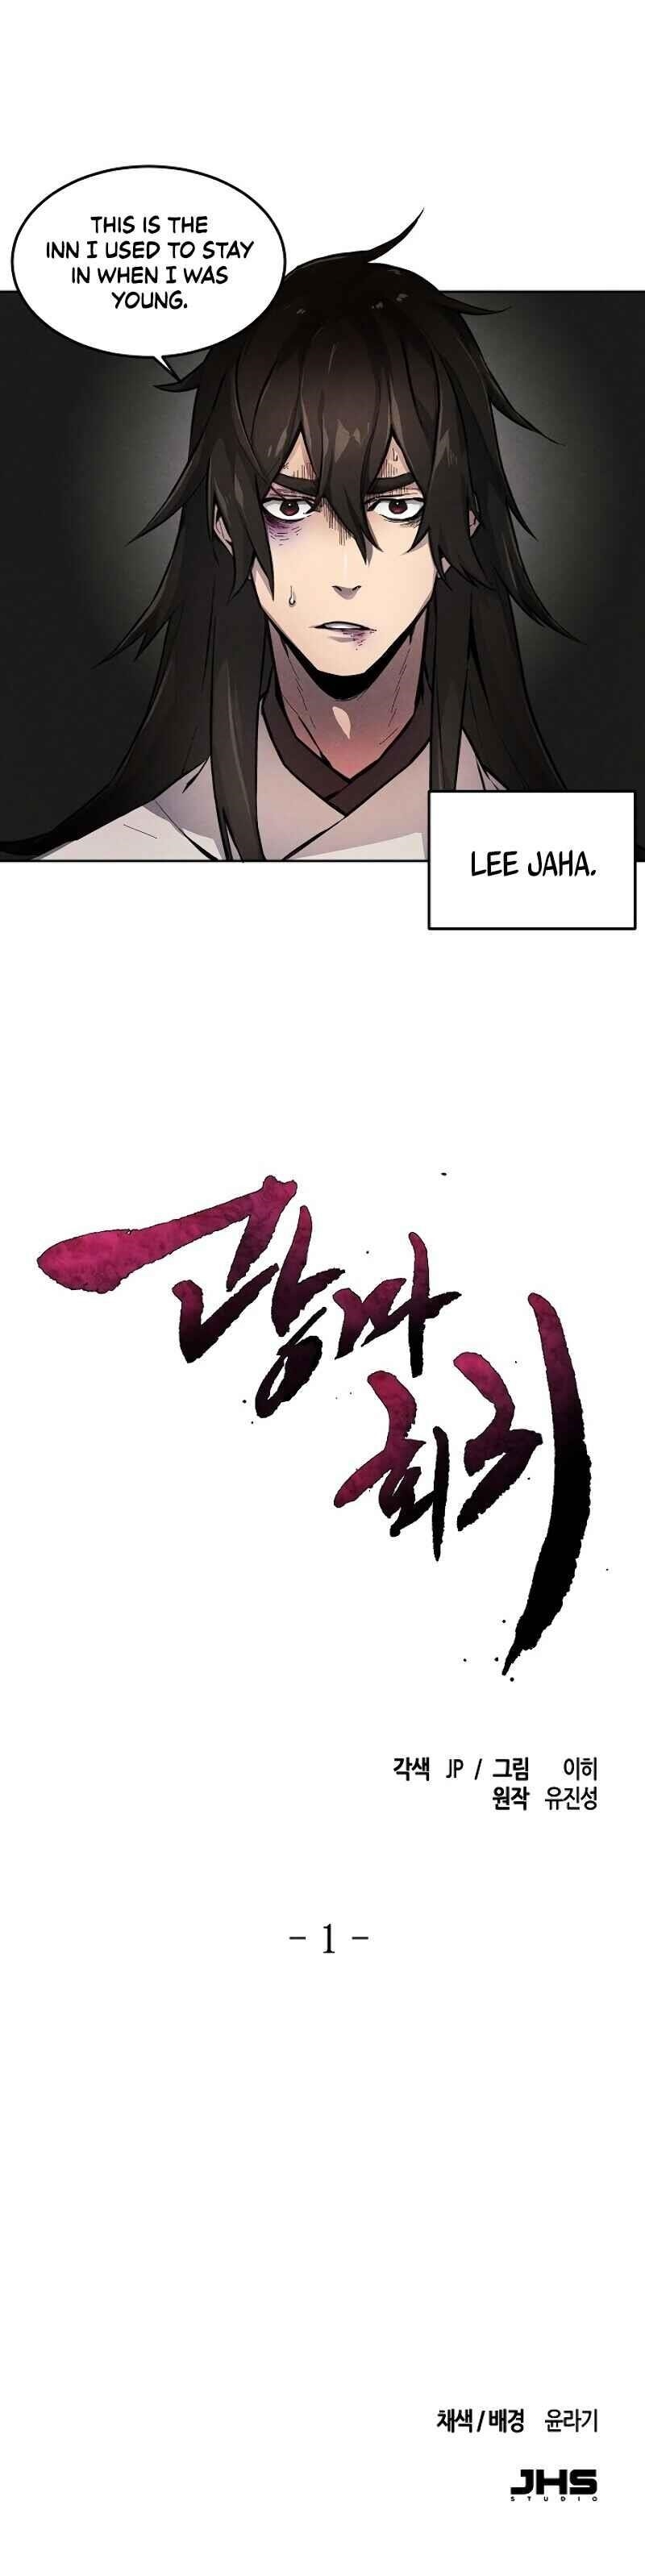 THIS IS THE
INN I USED TO STAY
IN WHEN I WAS
YOUNG.
LEE JAHA.
광마
회귀
각색 JP / 그림 이히
원작 유진성
- 1 -
채색/배경 윤라기
JHS
STUDIO